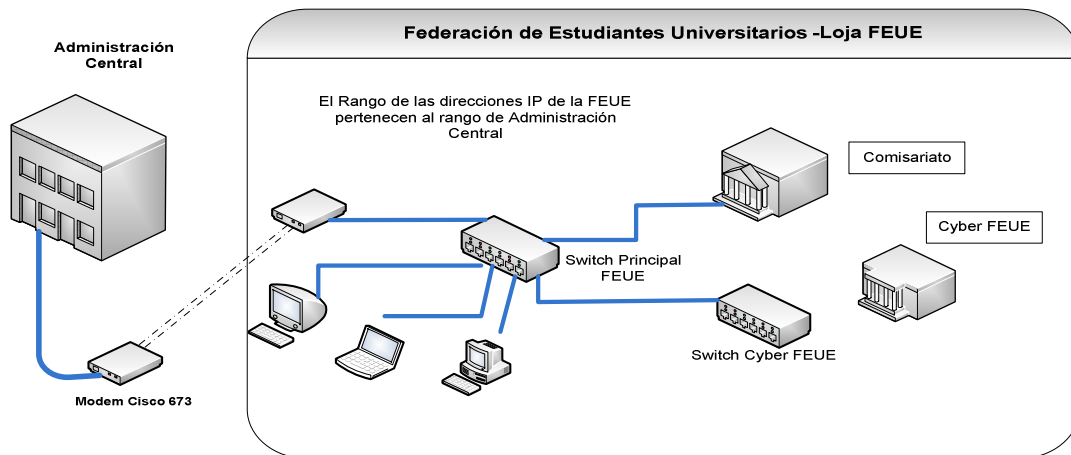 Federación de Estudiantes Universitarios -Loja FEUE
Administración
Central
El Rango de las direcciones IP de la FEUE
pertenecen al rango de Administración
Central
Comisariato
Cyber FEUE
Switch Principal
FEUE
Switch Cyber FEUE
Modem Cisco 673